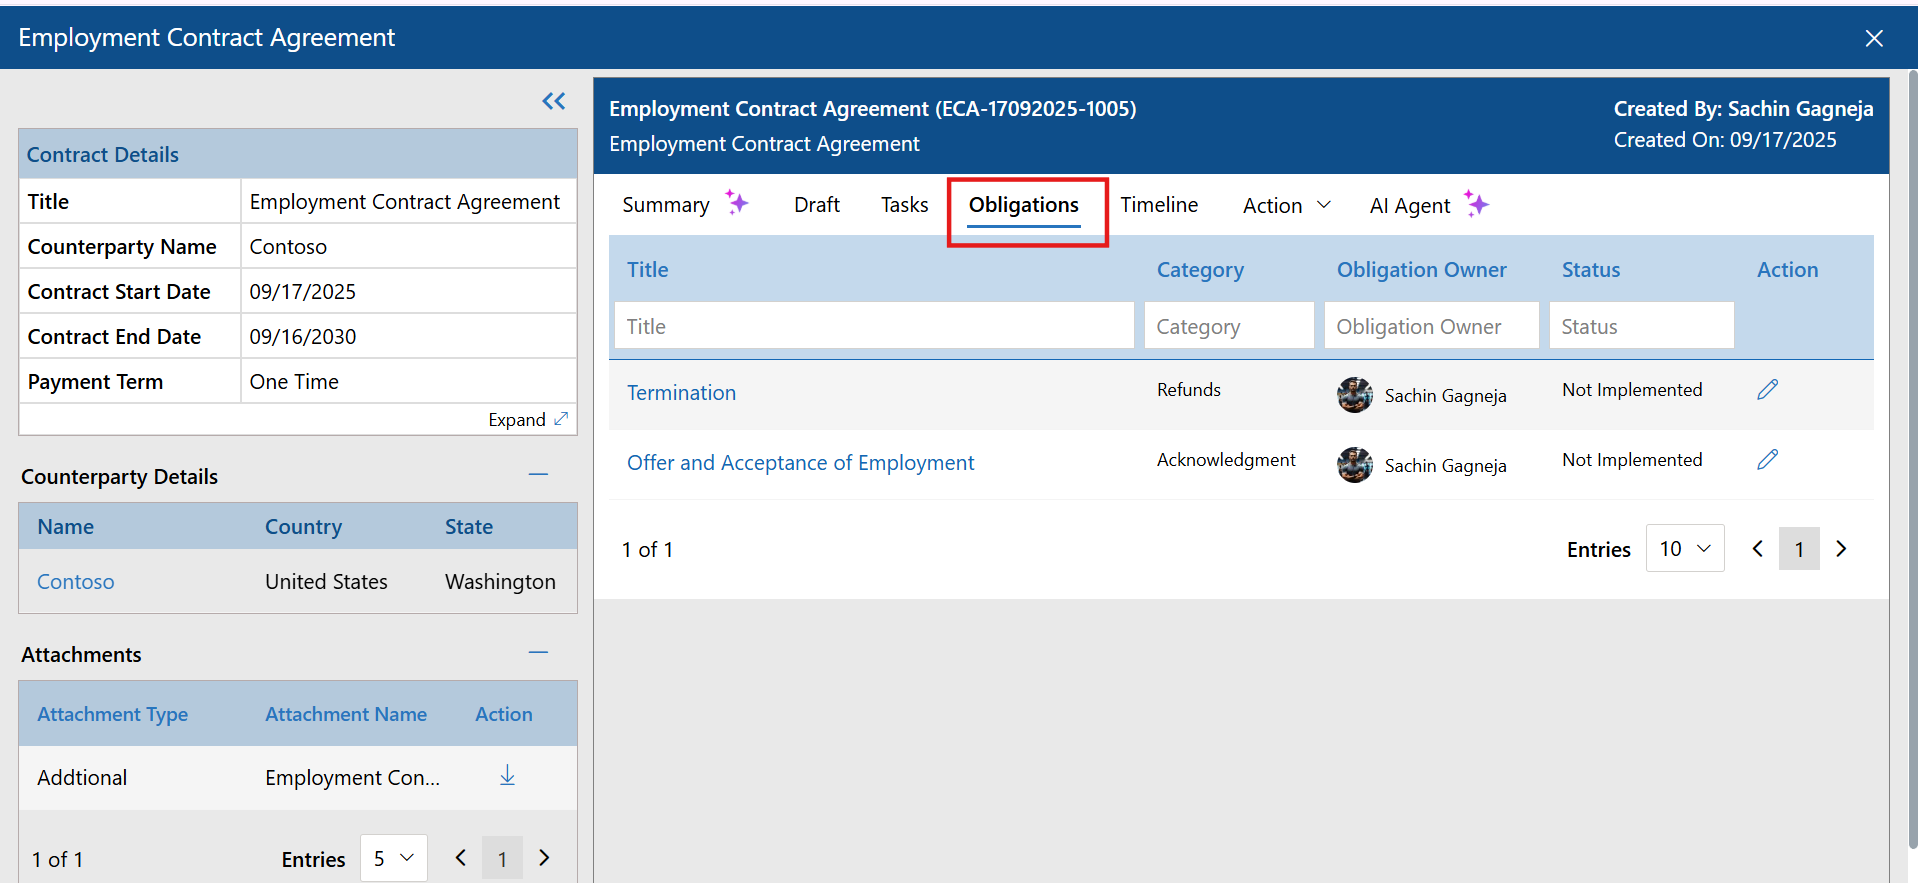 Employment Contract Agreement
Contract Details
Title Employment Contract Agreement
Counterparty Name Contoso
Contract Start Date 09/17/2025
Contract End Date 09/16/2030
Payment Term One Time
Expand
Counterparty Details
Name Country State
Contoso United States Washington
Attachments
Attachment Type Attachment Name Action
Addtional Employment Con...
1 of 1 Entries 5 1
Employment Contract Agreement (ECA-17092025-1005)
Employment Contract Agreement
Created By: Sachin Gagneja
Created On: 09/17/2025
Summary Draft Tasks Obligations Timeline Action AI Agent
Title Category Obligation Owner Status Action
Title Category Obligation Owner Status
Termination Refunds Sachin Gagneja Not Implemented
Offer and Acceptance of Employment Acknowledgment Sachin Gagneja Not Implemented
1 of 1 Entries 10 1